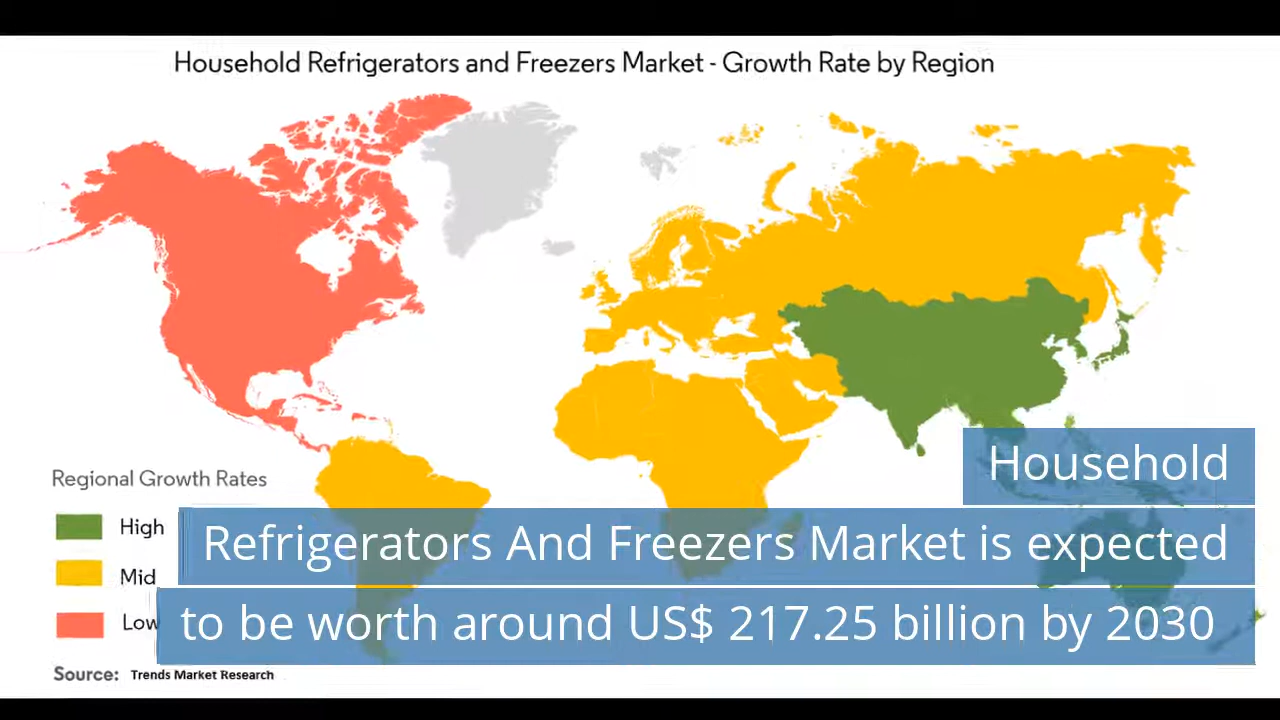 Household Refrigerators and Freezers Market - Growth Rate by Region
Regional Growth Rates
High
Mid
Low
Household
Refrigerators And Freezers Market is expected
to be worth around US$ 217.25 billion by 2030
Source: Trends Market Research